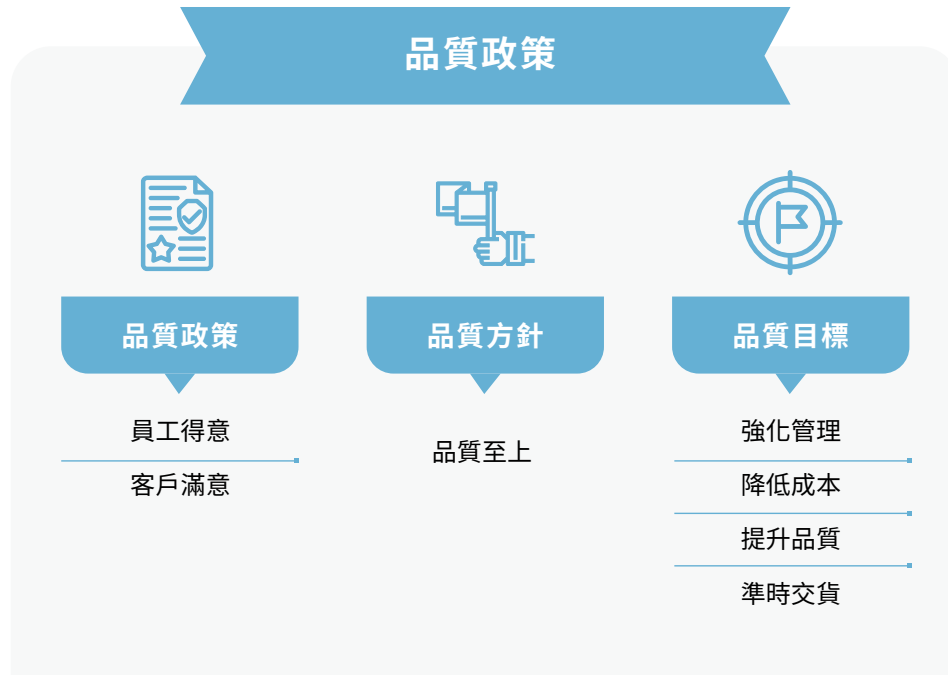 品質政策
品質政策
員工得意
客戶滿意
品質方針
品質至上
品質目標
強化管理
降低成本
提升品質
準時交貨